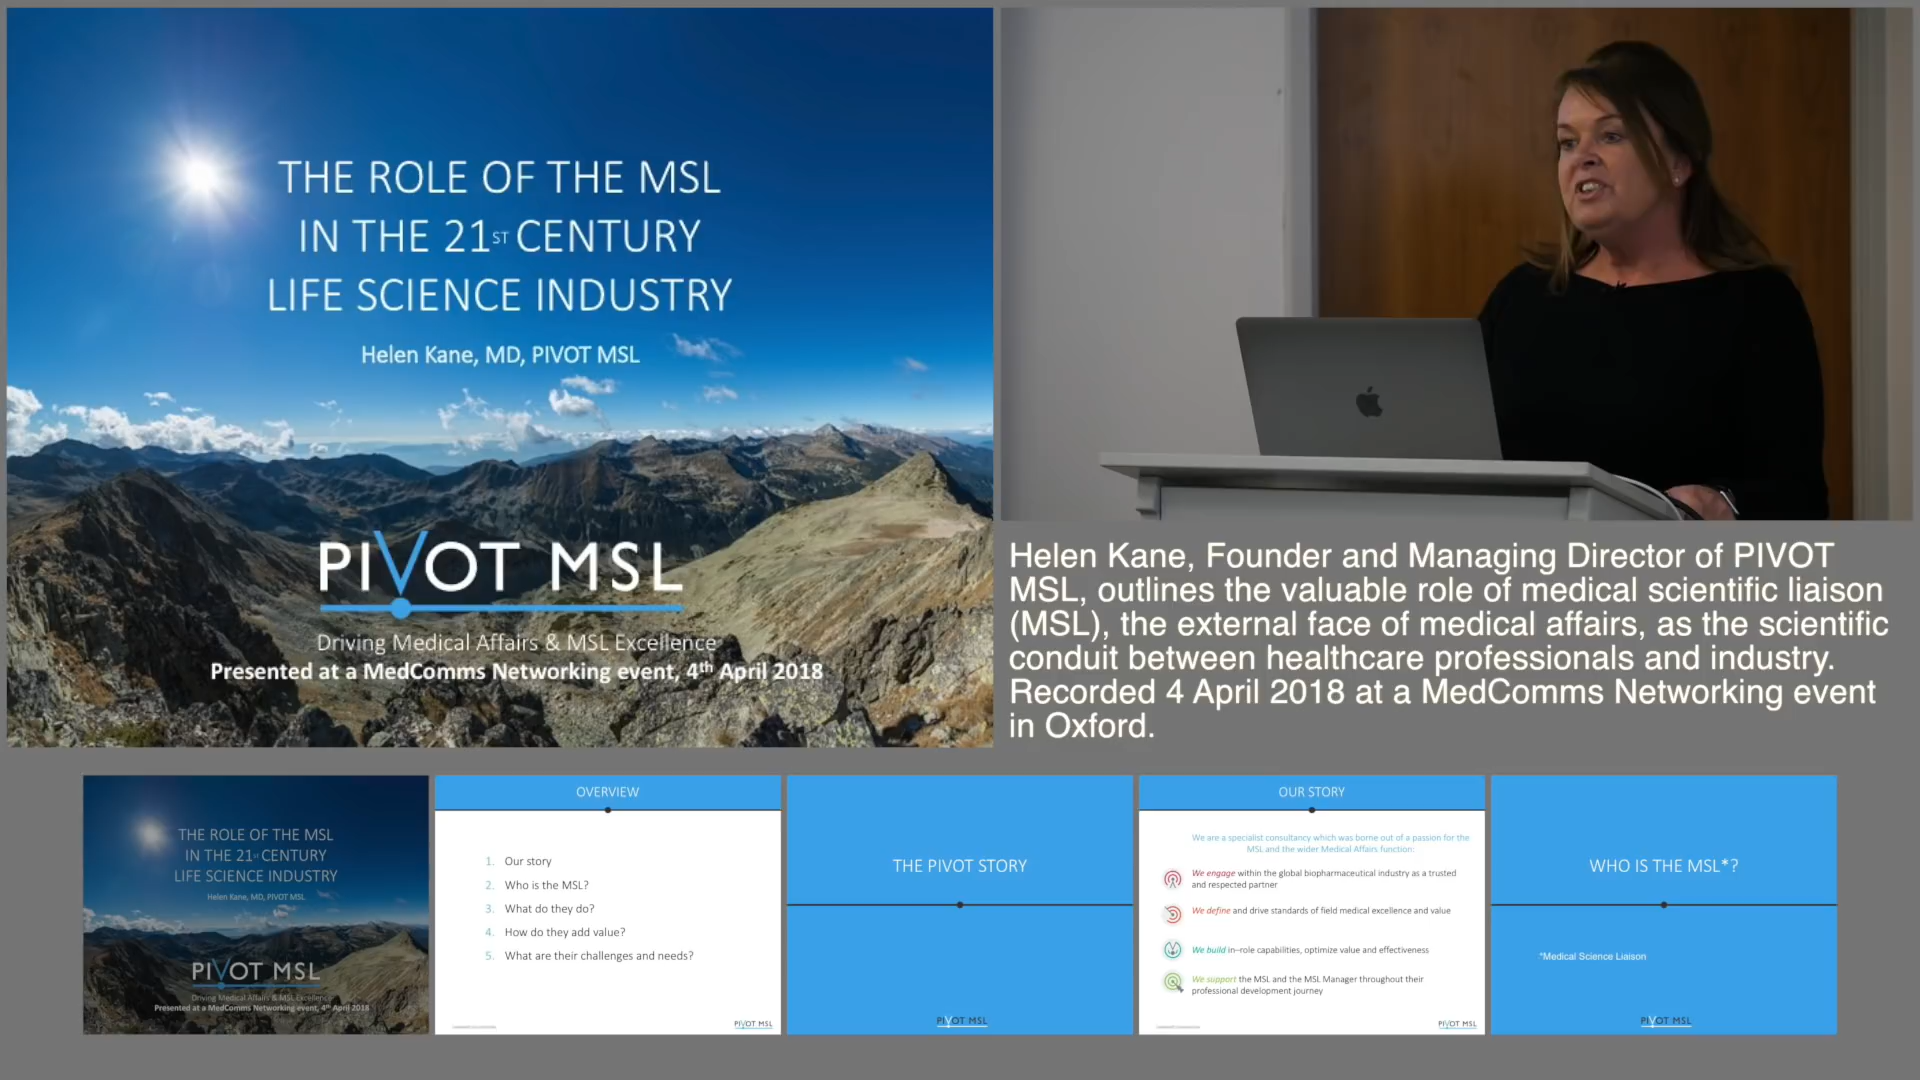 THE ROLE OF THE MSL
IN THE 21ST CENTURY
LIFE SCIENCE INDUSTRY
Helen Kane, MD, PIVOT MSL
PIVOT MSL
Driving Medical Affairs & MSL Excellence
Presented at a MedComms Networking event, 4th April 2018
Helen Kane, Founder and Managing Director of PIVOT
MSL, outlines the valuable role of medical scientific liaison
(MSL), the external face of medical affairs, as the scientific
conduit between healthcare professionals and industry.
Recorded 4 April 2018 at a MedComms Networking event
in Oxford.
THE ROLE OF THE MSL
IN THE 21ST CENTURY
LIFE SCIENCE INDUSTRY
Helen Kane, MD, PIVOT MSL
PIVOT MSL
Driving Medical Affairs & MSL Excellence
Presented at a MedComms Networking event, 4th April 2018
OVERVIEW
1. Our story
2. Who is the MSL?
3. What do they do?
4. How do they add value?
5. What are their challenges and needs?
PIVOT MSL
THE PIVOT STORY
PIVOT MSL
OUR STORY
We are a specialist consultancy which was borne out of a passion for the
MSL and the wider Medical Affairs function:
We engage within the global biopharmaceutical industry as a trusted
and respected partner
We define and drive standards of field medical excellence and value
We build in–role capabilities, optimize value and effectiveness
We support the MSL and the MSL Manager throughout their
professional development journey
PIVOT MSL
WHO IS THE MSL*?
*Medical Science Liaison
PIVOT MSL